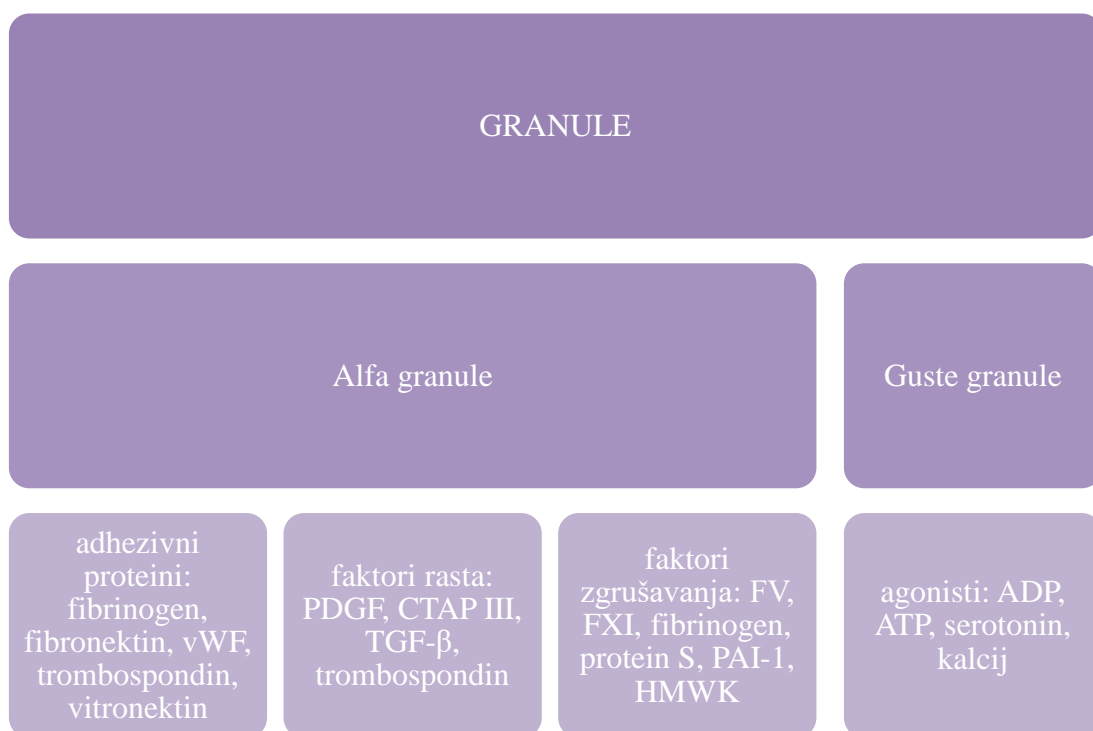 GRANULE
Alfa granule
Guste granule
adhezivni
proteini:
fibrinogen,
fibronektin, vWF,
trombospondin,
vitronektin
faktori rasta:
PDGF, CTAP III,
TGF-β,
trombospondin
faktori
zgrušavanja: FV,
FXI, fibrinogen,
protein S, PAI-1,
HMWK
agonisti: ADP,
ATP, serotonin,
kalcij